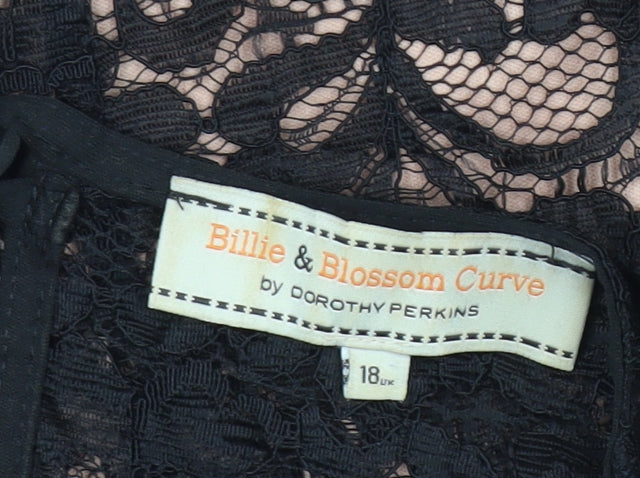 Billie & Blossom Curve
by DOROTHY PERKINS
18UK